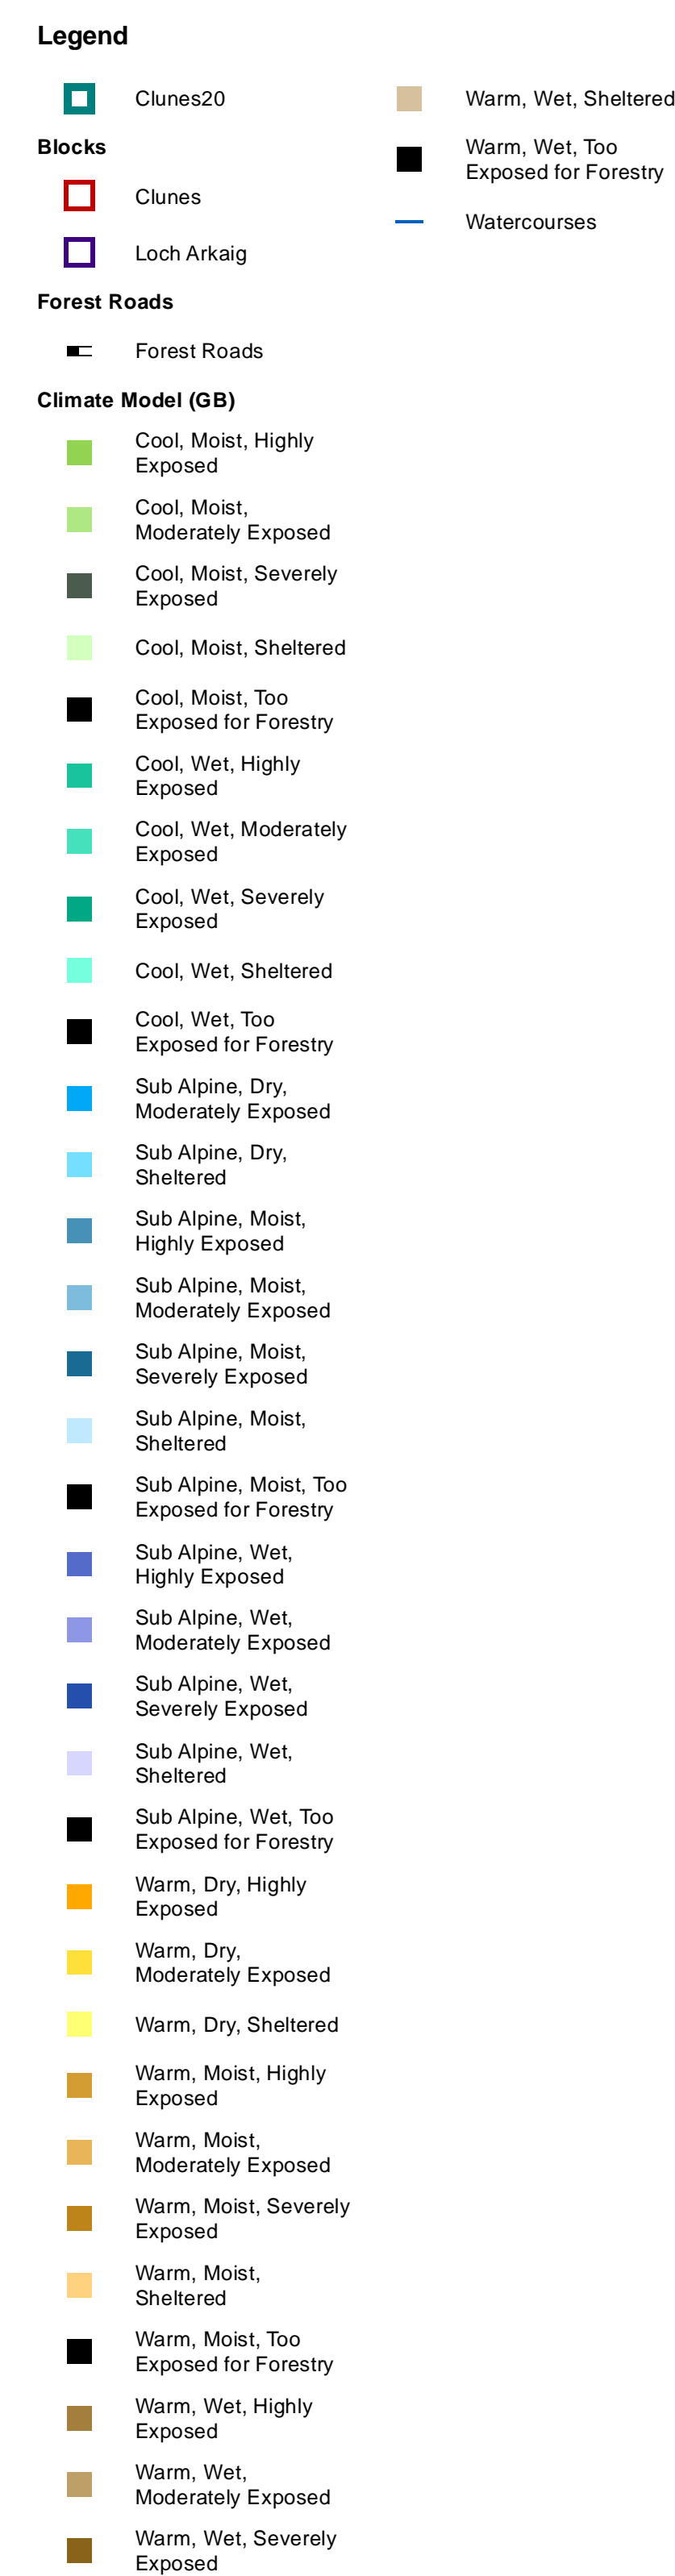 Legend
Clunes20
Blocks
Clunes
Loch Arkaig
Forest Roads
Forest Roads
Climate Model (GB)
Cool, Moist, Highly
Exposed
Cool, Moist,
Moderately Exposed
Cool, Moist, Severely
Exposed
Cool, Moist, Sheltered
Cool, Moist, Too
Exposed for Forestry
Cool, Wet, Highly
Exposed
Cool, Wet, Moderately
Exposed
Cool, Wet, Severely
Exposed
Cool, Wet, Sheltered
Cool, Wet, Too
Exposed for Forestry
Sub Alpine, Dry,
Moderately Exposed
Sub Alpine, Dry,
Sheltered
Sub Alpine, Moist,
Highly Exposed
Sub Alpine, Moist,
Moderately Exposed
Sub Alpine, Moist,
Severely Exposed
Sub Alpine, Moist,
Sheltered
Sub Alpine, Moist, Too
Exposed for Forestry
Sub Alpine, Wet,
Highly Exposed
Sub Alpine, Wet,
Moderately Exposed
Sub Alpine, Wet,
Severely Exposed
Sub Alpine, Wet,
Sheltered
Sub Alpine, Wet, Too
Exposed for Forestry
Warm, Dry, Highly
Exposed
Warm, Dry,
Moderately Exposed
Warm, Dry, Sheltered
Warm, Moist, Highly
Exposed
Warm, Moist,
Moderately Exposed
Warm, Moist, Severely
Exposed
Warm, Moist,
Sheltered
Warm, Moist, Too
Exposed for Forestry
Warm, Wet, Highly
Exposed
Warm, Wet,
Moderately Exposed
Warm, Wet, Severely
Exposed
Warm, Wet, Sheltered
Warm, Wet, Too
Exposed for Forestry
Watercourses